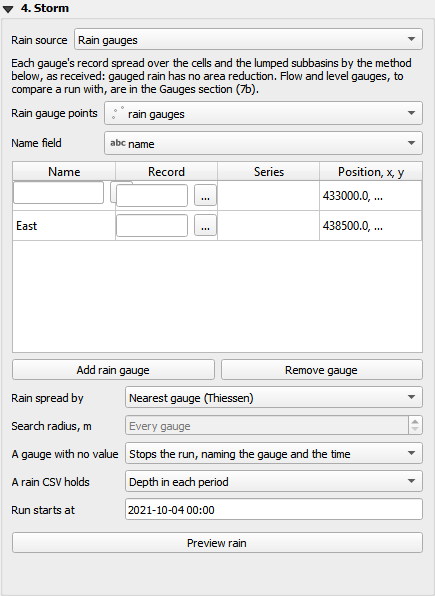 4. Storm
Rain source Rain gauges
Each gauge's record spread over the cells and the lumped subbasins by the method
below, as received: gauged rain has no area reduction. Flow and level gauges, to
compare a run with, are in the Gauges section (7b).
Rain gauge points rain gauges
Name field abc name
Name Record Series Position, x, y
... 433000.0, ...
East ... 438500.0, ...
Add rain gauge Remove gauge
Rain spread by Nearest gauge (Thiessen)
Search radius, m Every gauge
A gauge with no value Stops the run, naming the gauge and the time
A rain CSV holds Depth in each period
Run starts at 2021-10-04 00:00
Preview rain